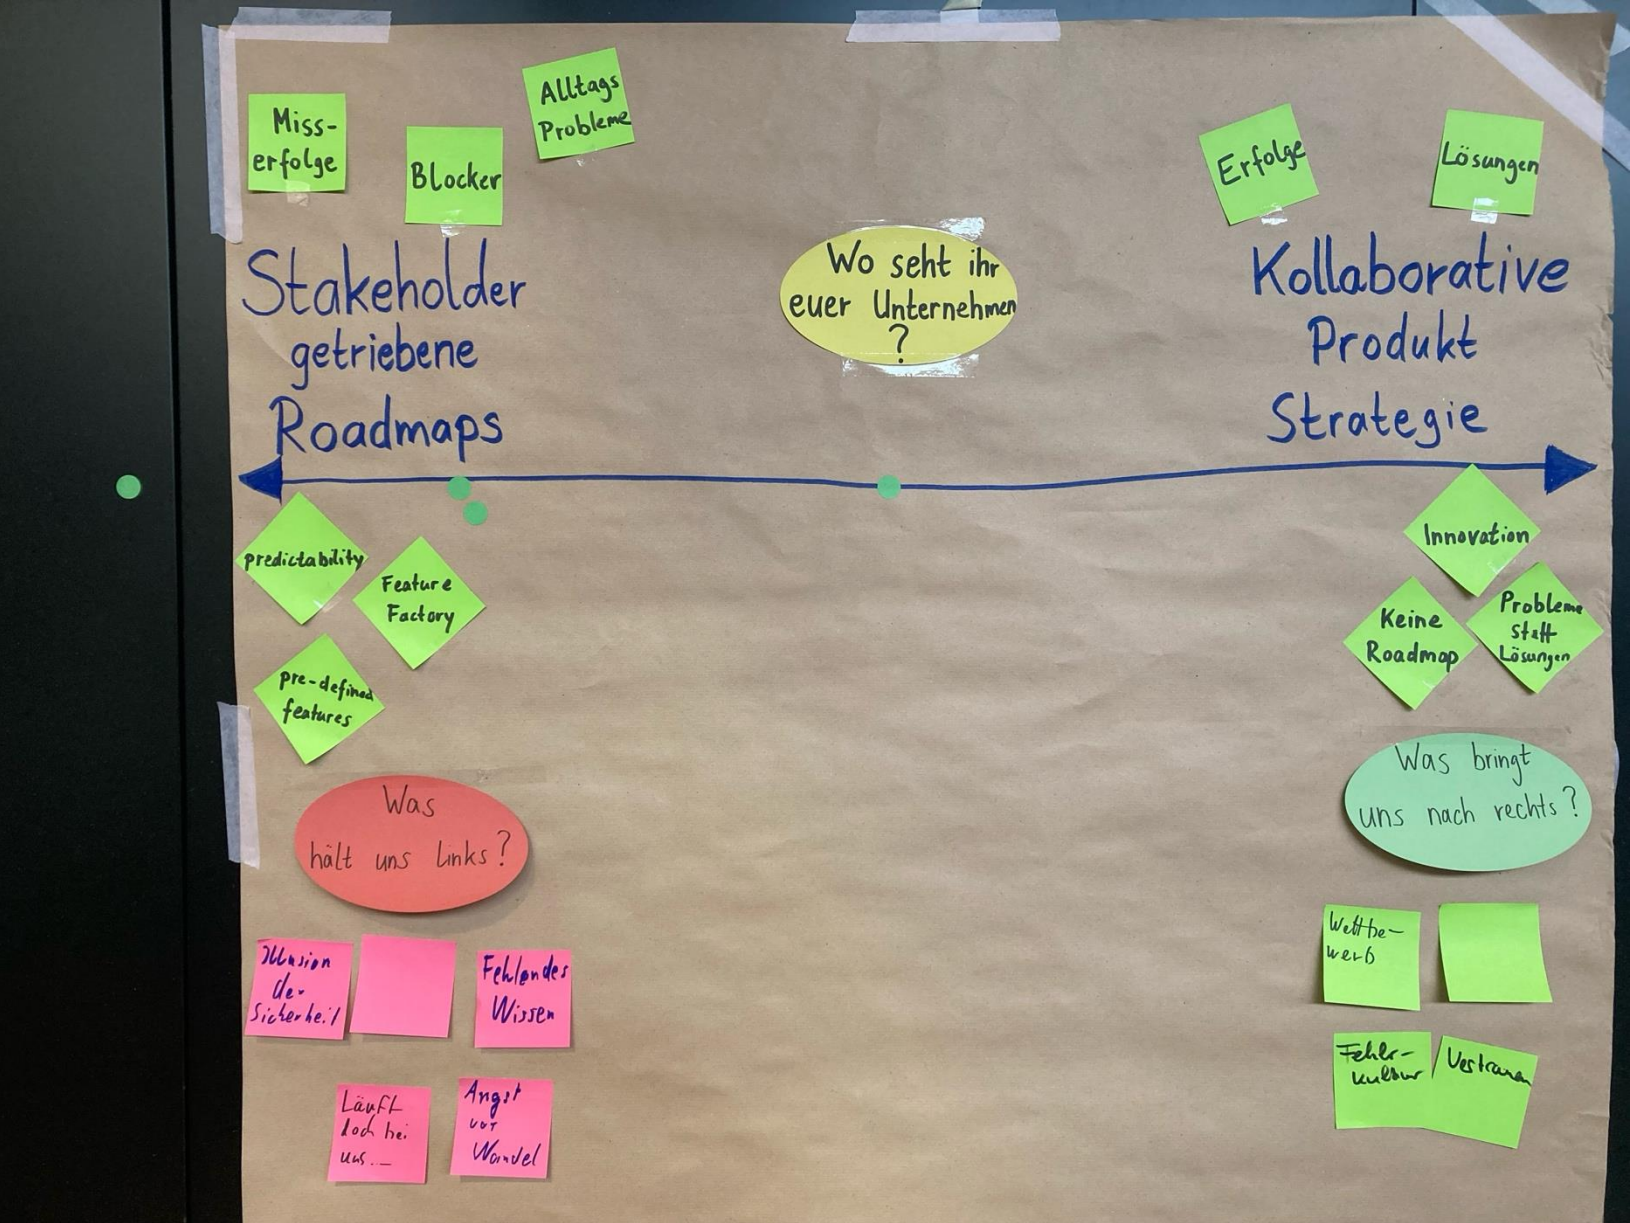 Miss-
erfolge
Blocker
Alltags
Probleme
Erfolge
Lösungen
Stakeholder
getriebene
Roadmaps
Wo seht ihr
euer Unternehmen
?
Kollaborative
Produkt
Strategie
predictability
Feature
Factory
pre-defined
features
Innovation
Keine
Roadmap
Probleme
statt
Lösungen
Was
hält uns links?
Was bringt
uns nach rechts?
Illusion
der
Sicherheit
Fehlendes
Wissen
Läuft
doch bei
uns...
Angst
vor
Wandel
Wettbe-
werb
Fehler-
kultur
Vertrauen